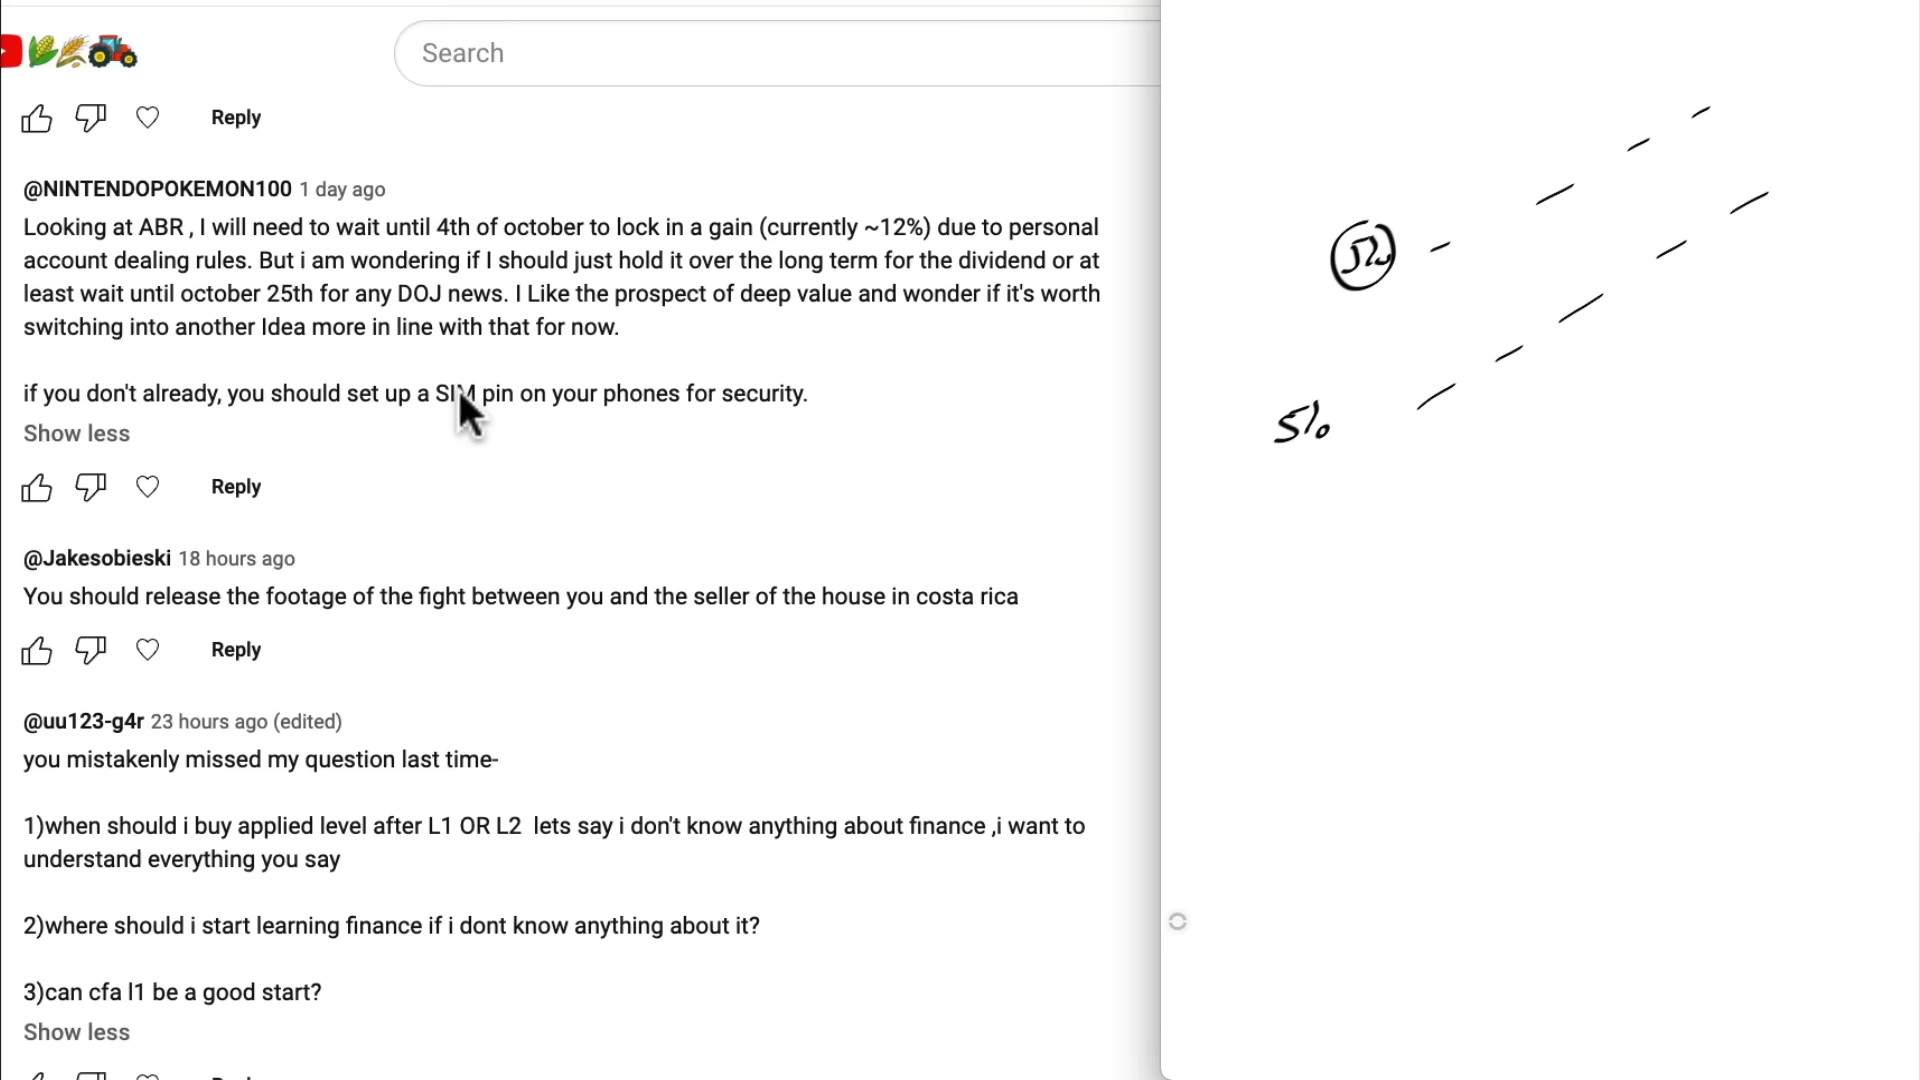 Search
Reply
@NINTENDOPOKEMON100 1 day ago
Looking at ABR , I will need to wait until 4th of october to lock in a gain (currently ~12%) due to personal
account dealing rules. But i am wondering if I should just hold it over the long term for the dividend or at
least wait until october 25th for any DOJ news. I Like the prospect of deep value and wonder if it's worth
switching into another Idea more in line with that for now.
if you don't already, you should set up a SIM pin on your phones for security.
Show less
Reply
@Jakesobieski 18 hours ago
You should release the footage of the fight between you and the seller of the house in costa rica
Reply
@uu123-g4r 23 hours ago (edited)
you mistakenly missed my question last time-
1)when should i buy applied level after L1 OR L2 lets say i don't know anything about finance ,i want to
understand everything you say
2)where should i start learning finance if i dont know anything about it?
3)can cfa l1 be a good start?
Show less
5%